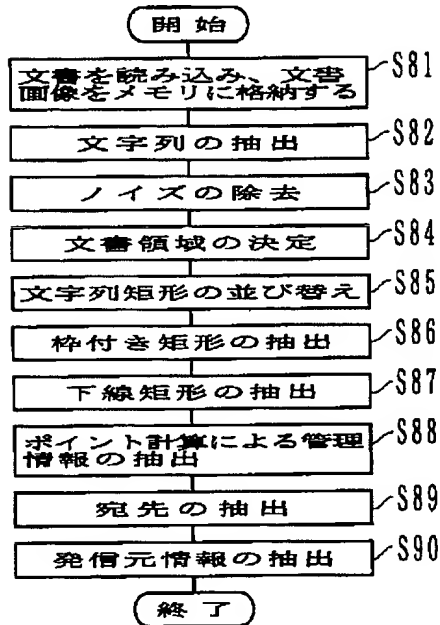 開始
文書を読み込み、文書 S81
画像をメモリに格納する
文字列の抽出 S82
ノイズの除去 S83
文書領域の決定 S84
文字列矩形の並び替え S85
枠付き矩形の抽出 S86
下線矩形の抽出 S87
ポイント計算による管理 S88
情報の抽出
宛先の抽出 S89
発信元情報の抽出 S90
終了